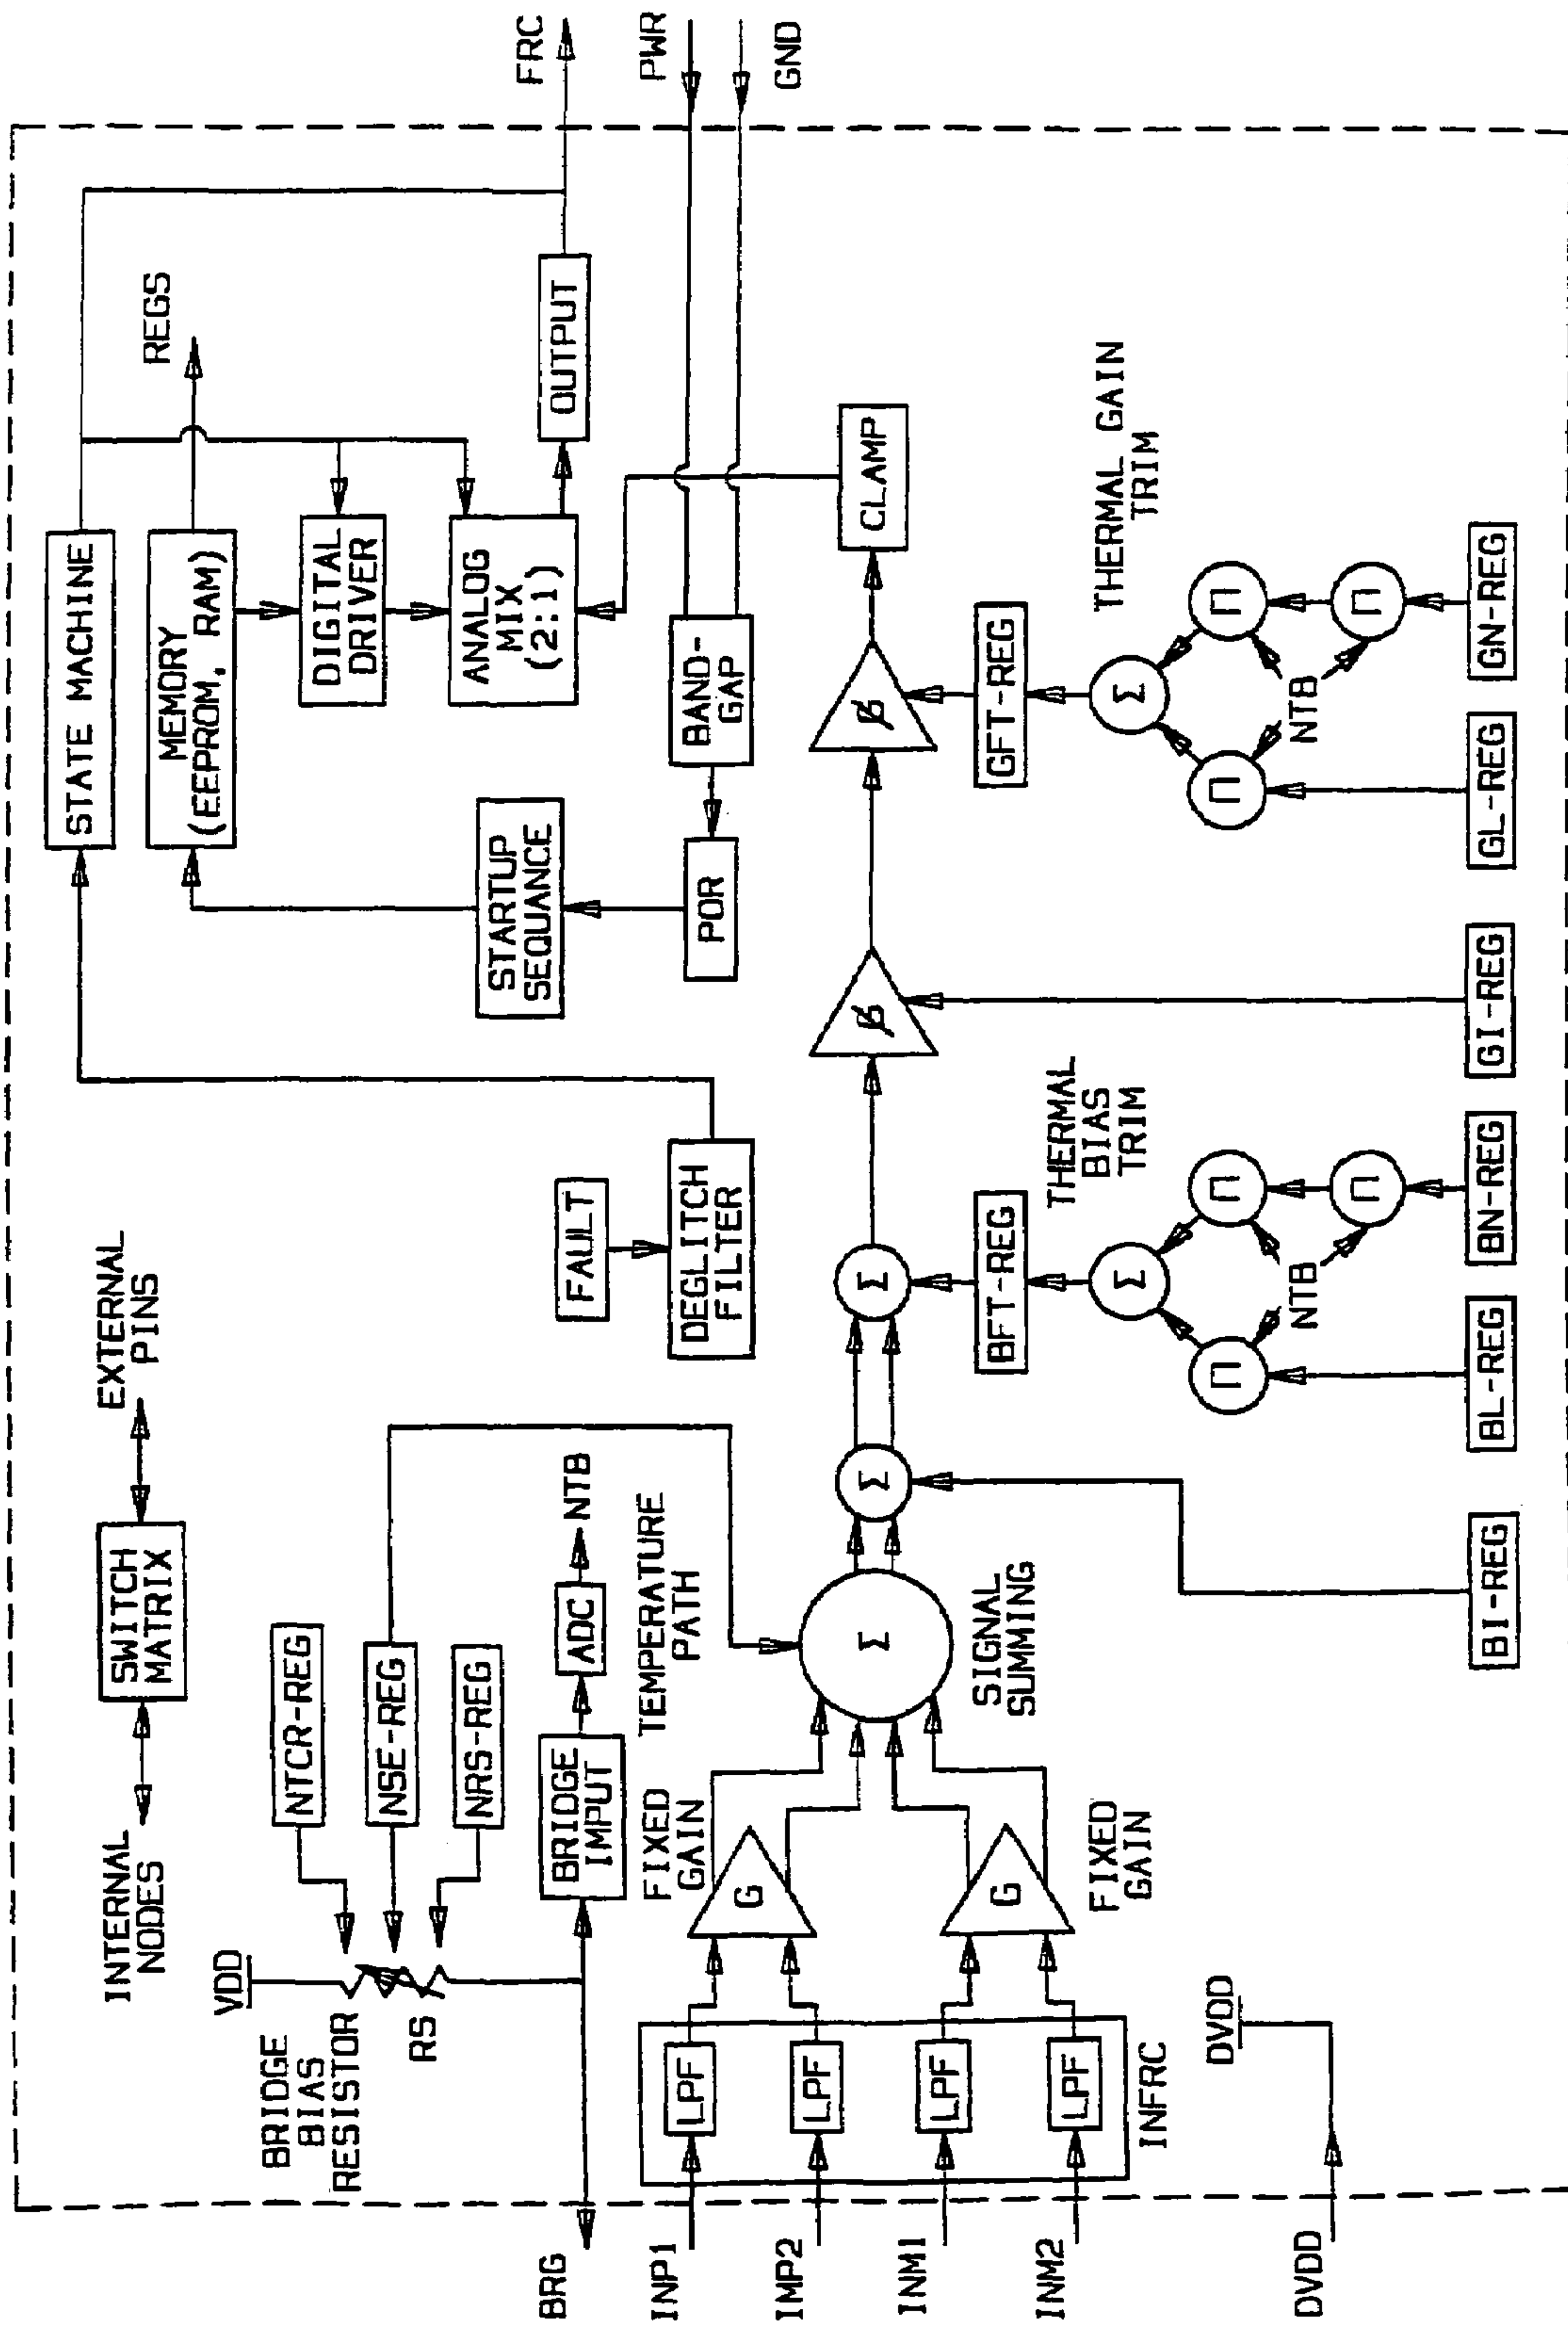 INTERNAL
NODES
SWITCH
MATRIX
EXTERNAL
PINS
STATE MACHINE
MEMORY
(EEPROM, RAM)
REGS
DIGITAL
DRIVER
ANALOG
MIX
(2:1)
OUTPUT
FRC
PWR
GND
BAND-
GAP
POR
STARTUP
SEQUANCE
FAULT
DEGLITCH
FILTER
VDD
BRIDGE
BIAS
RESISTOR
RS
NTCR-REG
NSE-REG
NRS-REG
BRG
BRIDGE
IMPUT
ADC
NTB
TEMPERATURE
PATH
INP1
IMP2
INM1
INM2
LPF
LPF
LPF
LPF
INFRC
FIXED
GAIN
G
G
FIXED
GAIN
Σ
SIGNAL
SUMMING
Σ
Σ
Ø
Ø
CLAMP
BFT-REG
THERMAL
BIAS
TRIM
Σ
Π
Π
Π
NTB
GFT-REG
THERMAL GAIN
TRIM
Σ
Π
Π
Π
NTB
DVDD
DVDD
BI-REG
BL-REG
BN-REG
GI-REG
GL-REG
GN-REG